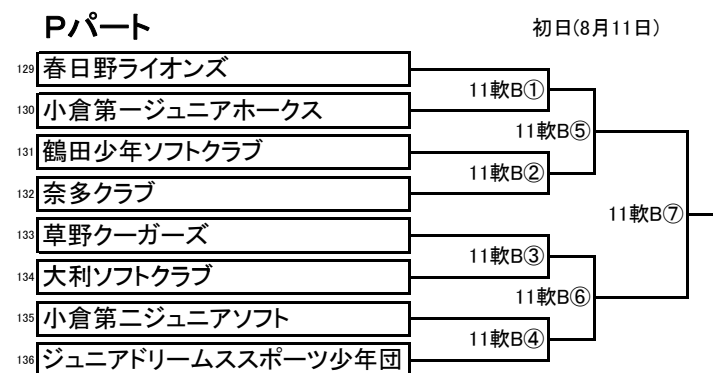 Pパート
初日(8月11日)
129 春日野ライオンズ
11軟B①
130 小倉第一ジュニアホークス
11軟B⑤
131 鶴田少年ソフトクラブ
11軟B②
132 奈多クラブ
11軟B⑦
133 草野クーガーズ
11軟B③
134 大利ソフトクラブ
11軟B⑥
135 小倉第二ジュニアソフト
11軟B④
136 ジュニアドリームススポーツ少年団